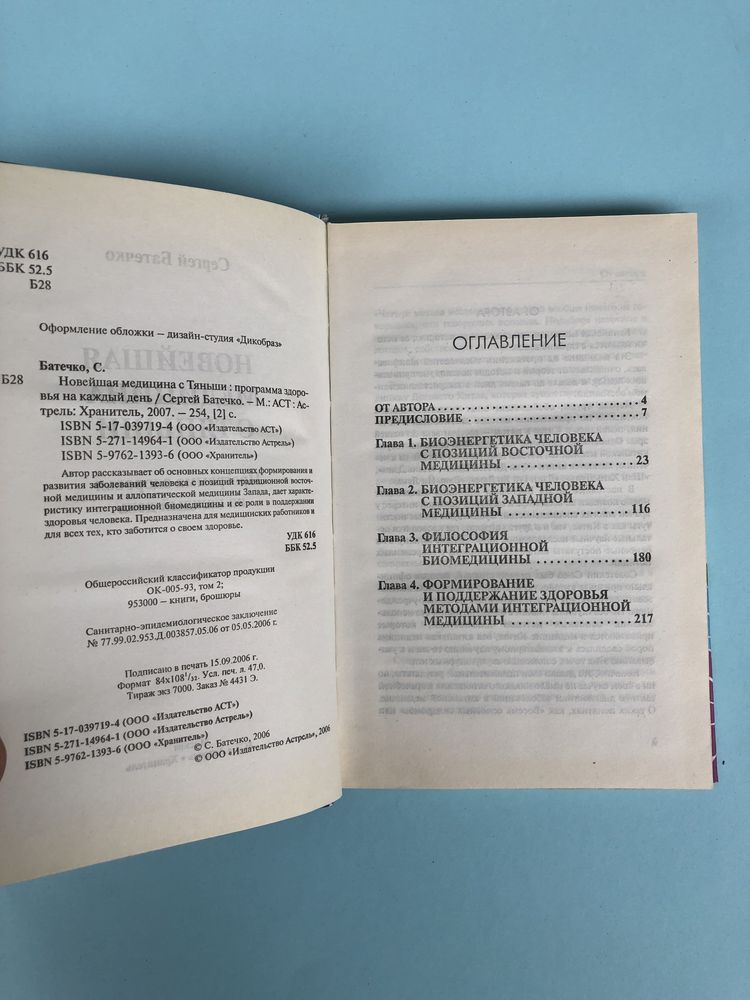 УДК 616
ББК 52.5
Б28
Оформление обложки — дизайн-студия «Дикобраз»
Батечко, С.
Б28
Новейшая медицина с Тяньши : программа здоро-
вья на каждый день / Сергей Батечко. – М.: АСТ : Ас-
трель: Хранитель, 2007. – 254, [2] с.
ISBN 5-17-039719-4 (ООО «Издательство АСТ»)
ISBN 5-271-14964-1 (ООО «Издательство Астрель»)
ISBN 5-9762-1393-6 (ООО «Хранитель»)
Автор рассказывает об основных концепциях формирования и
развития заболеваний человека с позиций традиционной восточ-
ной медицины и аллопатической медицины Запада, дает характе-
ристику интеграционной биомедицины и ее роли в поддержании
здоровья человека. Предназначена для медицинских работников и
для всех тех, кто заботится о своем здоровье.
УДК 616
ББК 52.5
Общероссийский классификатор продукции
ОК-005-93, том 2;
953000 – книги, брошюры
Санитарно-эпидемиологическое заключение
№ 77.99.02.953.Д.003857.05.06 от 05.05.2006 г.
Подписано в печать 15.09.2006 г.
Формат 84x108¹/₃₂. Усл. печ. л. 47.0.
Тираж экз 7000. Заказ № 4431 Э.
ISBN 5-17-039719-4 (ООО «Издательство АСТ»)
ISBN 5-271-14964-1 (ООО «Издательство Астрель»)
ISBN 5-9762-1393-6 (ООО «Хранитель»)
© С. Батечко, 2006
© ООО «Издательство Астрель», 2006
ОГЛАВЛЕНИЕ
ОТ АВТОРА 4
ПРЕДИСЛОВИЕ 7
Глава 1. БИОЭНЕРГЕТИКА ЧЕЛОВЕКА
С ПОЗИЦИЙ ВОСТОЧНОЙ
МЕДИЦИНЫ 23
Глава 2. БИОЭНЕРГЕТИКА ЧЕЛОВЕКА
С ПОЗИЦИЙ ЗАПАДНОЙ
МЕДИЦИНЫ 116
Глава 3. ФИЛОСОФИЯ
ИНТЕГРАЦИОННОЙ
БИОМЕДИЦИНЫ 180
Глава 4. ФОРМИРОВАНИЕ
И ПОДДЕРЖАНИЕ ЗДОРОВЬЯ
МЕТОДАМИ ИНТЕГРАЦИОННОЙ
МЕДИЦИНЫ 217